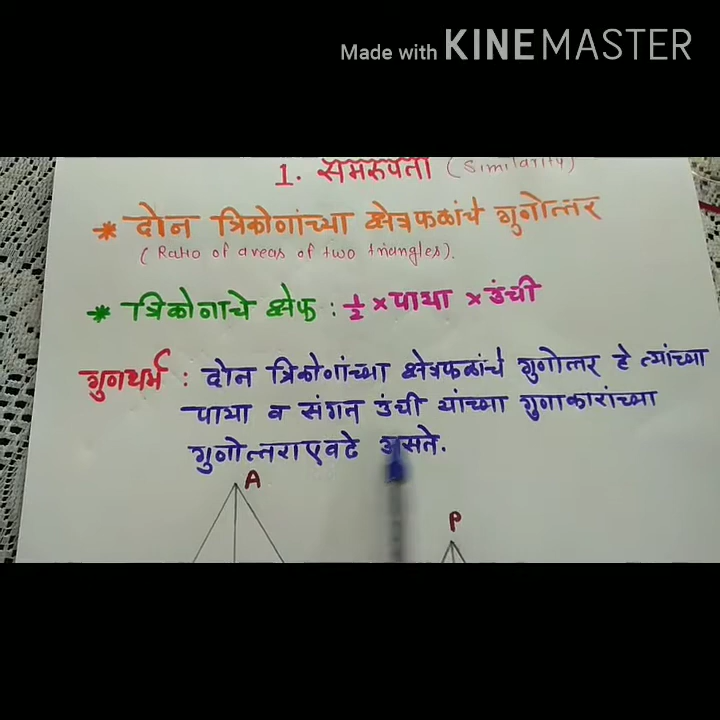 Made with KINEMASTER
1. समरुपता (Similarity)
* दोन त्रिकोणांच्या क्षेत्रफळांचे गुणोत्तर
(Ratio of areas of two triangles).
* त्रिकोणाचे क्षेफ : 1/2 × पाया × उंची
गुणधर्म : दोन त्रिकोणांच्या क्षेत्रफळांचे गुणोत्तर हे त्यांच्या
पाया व संगत उंची यांच्या गुणाकारांच्या
गुणोत्तराएवढे असते.
A
P